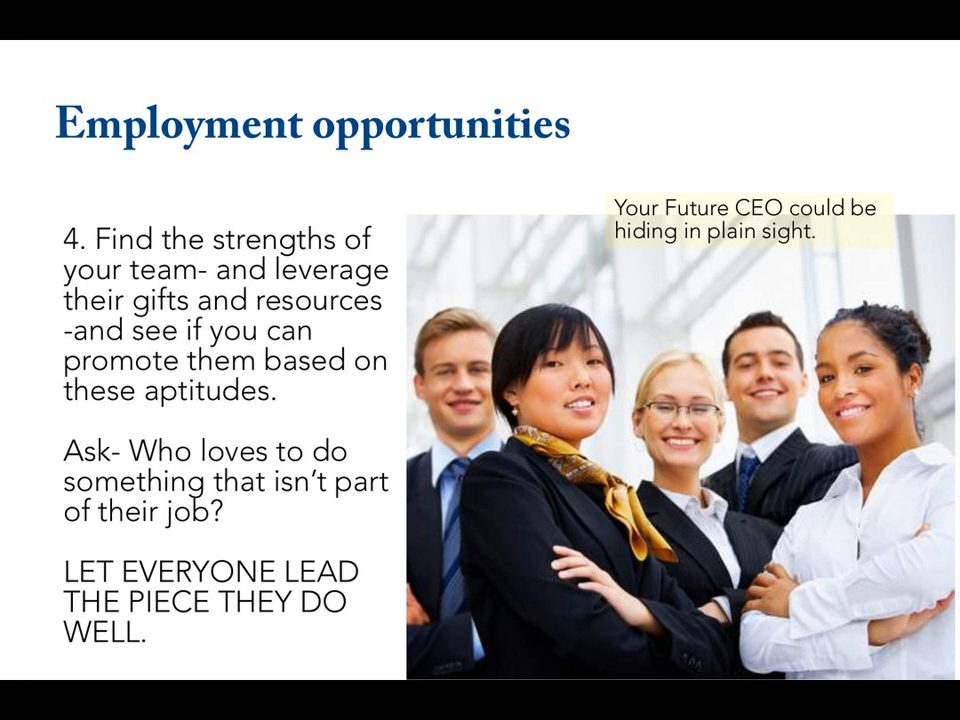 Employment opportunities
Your Future CEO could be
hiding in plain sight.
4. Find the strengths of
your team- and leverage
their gifts and resources
-and see if you can
promote them based on
these aptitudes.
Ask- Who loves to do
something that isn’t part
of their job?
LET EVERYONE LEAD
THE PIECE THEY DO
WELL.